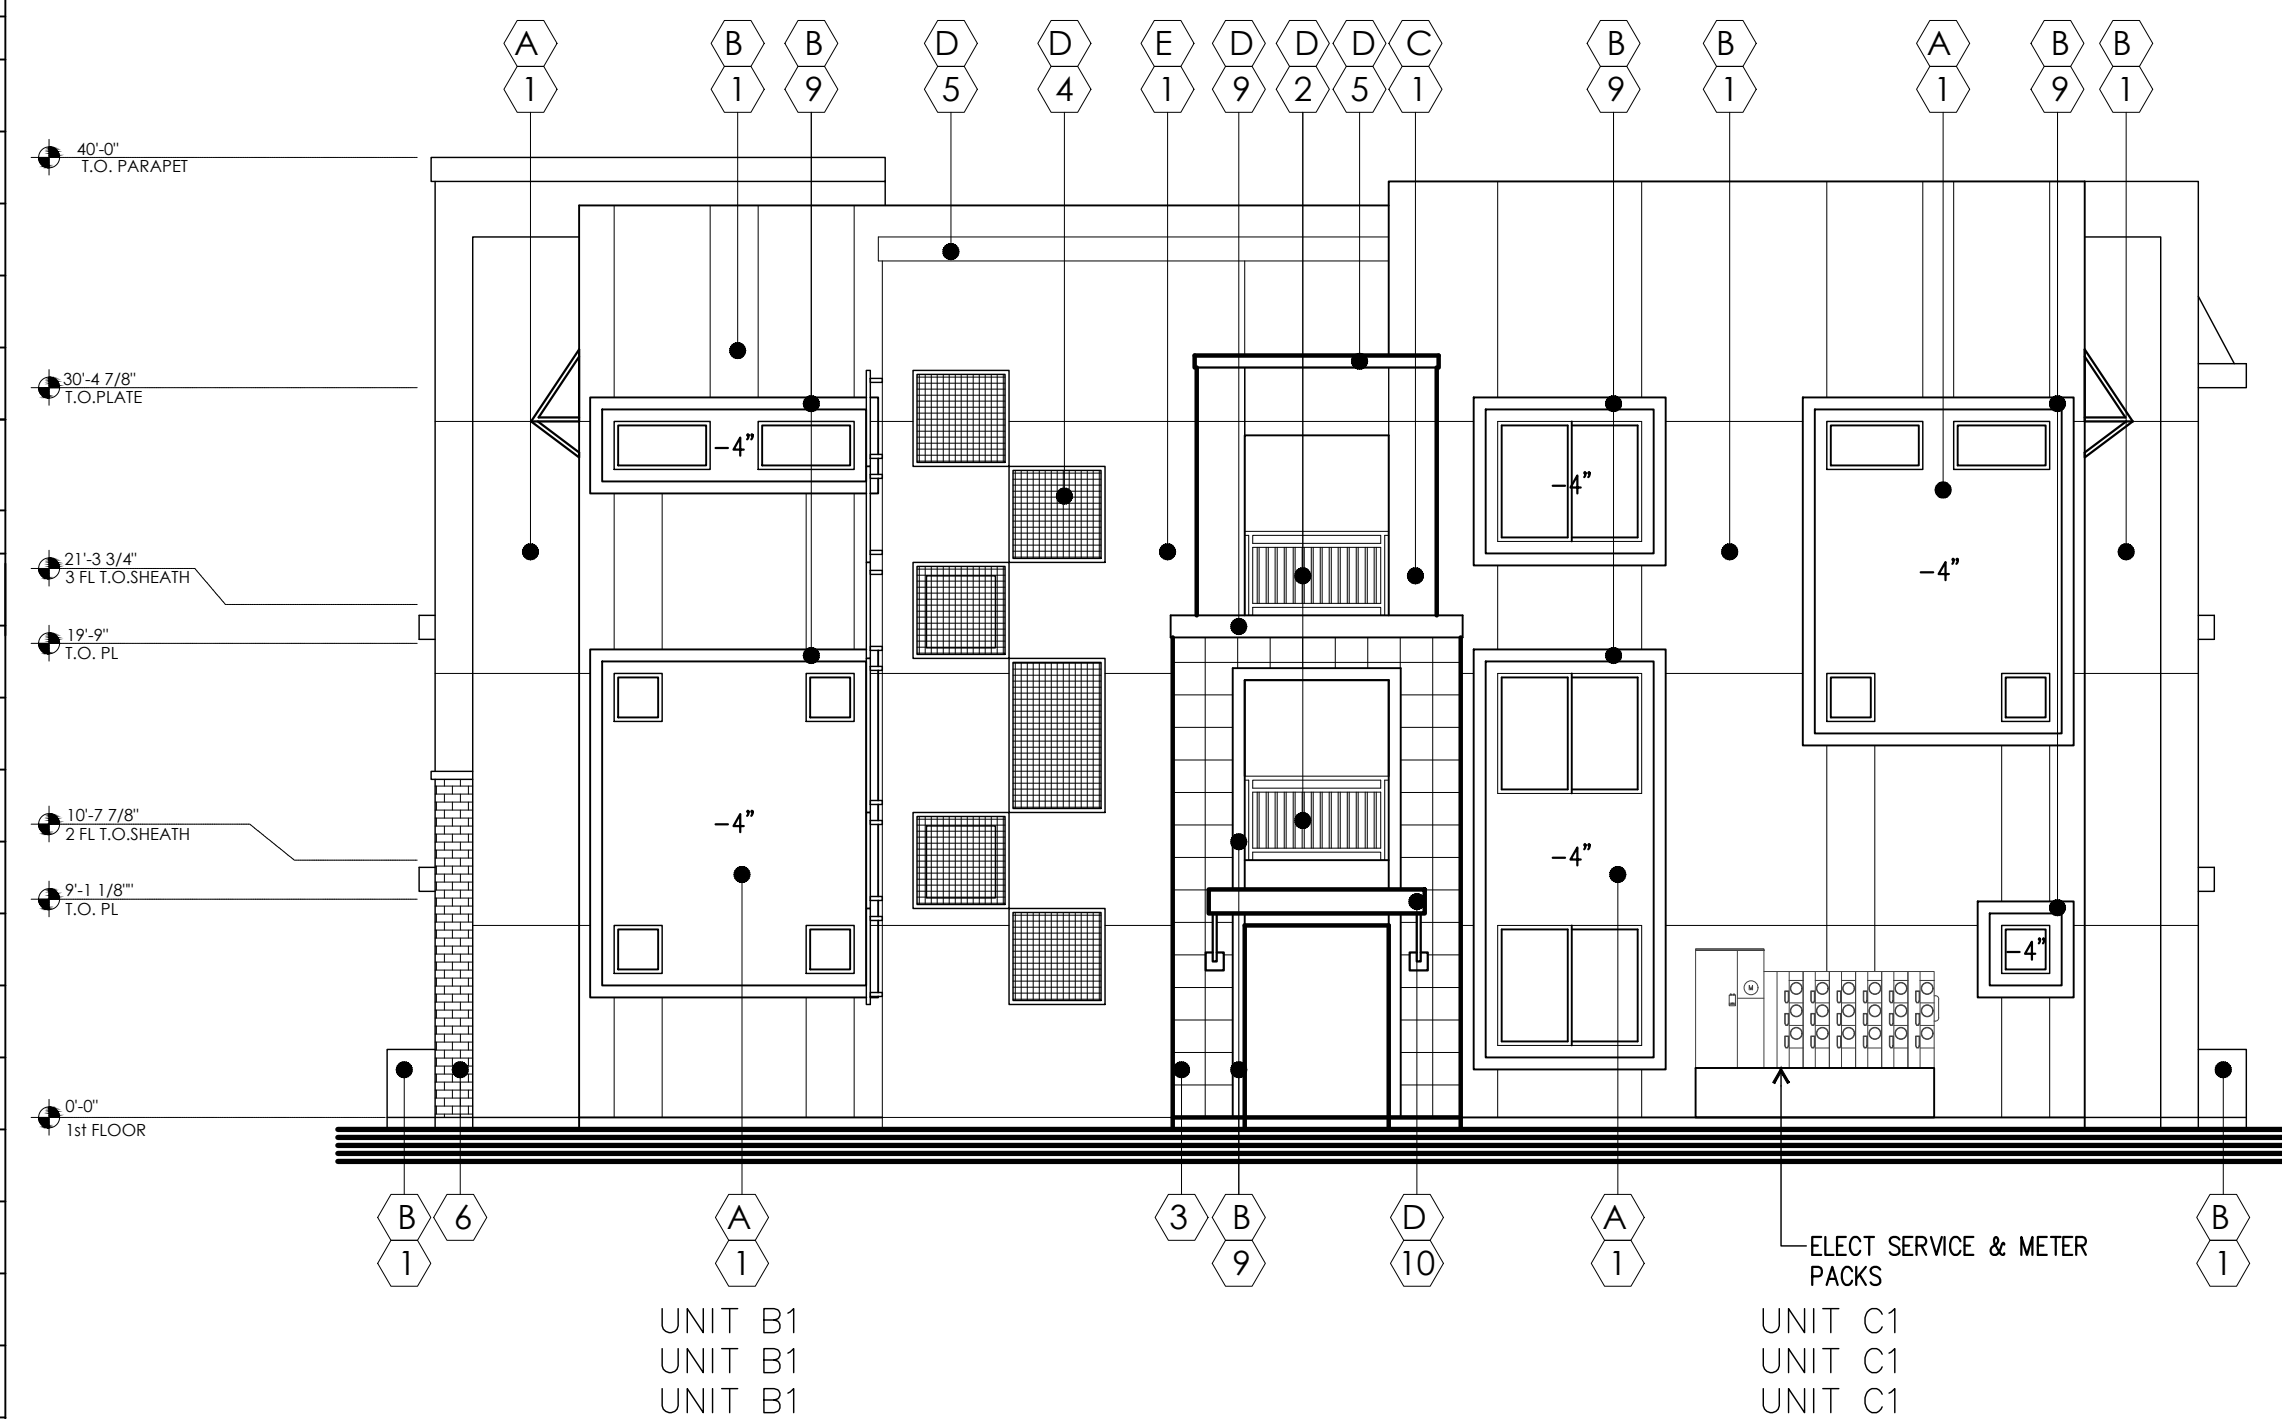 A B B D D E D D D C B B A B B
1 1 9 5 4 1 9 2 5 1 9 1 1 9 1
40'-0"
T.O. PARAPET
30'-4 7/8"
T.O.PLATE
-4"
-4"
21'-3 3/4"
3 FL T.O.SHEATH
-4"
19'-9"
T.O. PL
10'-7 7/8"
2 FL T.O.SHEATH
-4"
-4"
9'-1 1/8""
T.O. PL
-4"
M
0'-0"
1st FLOOR
B 6 A 3 B D A B
1 1 9 10 1 1
ELECT SERVICE & METER
PACKS
UNIT B1
UNIT B1
UNIT B1
UNIT C1
UNIT C1
UNIT C1